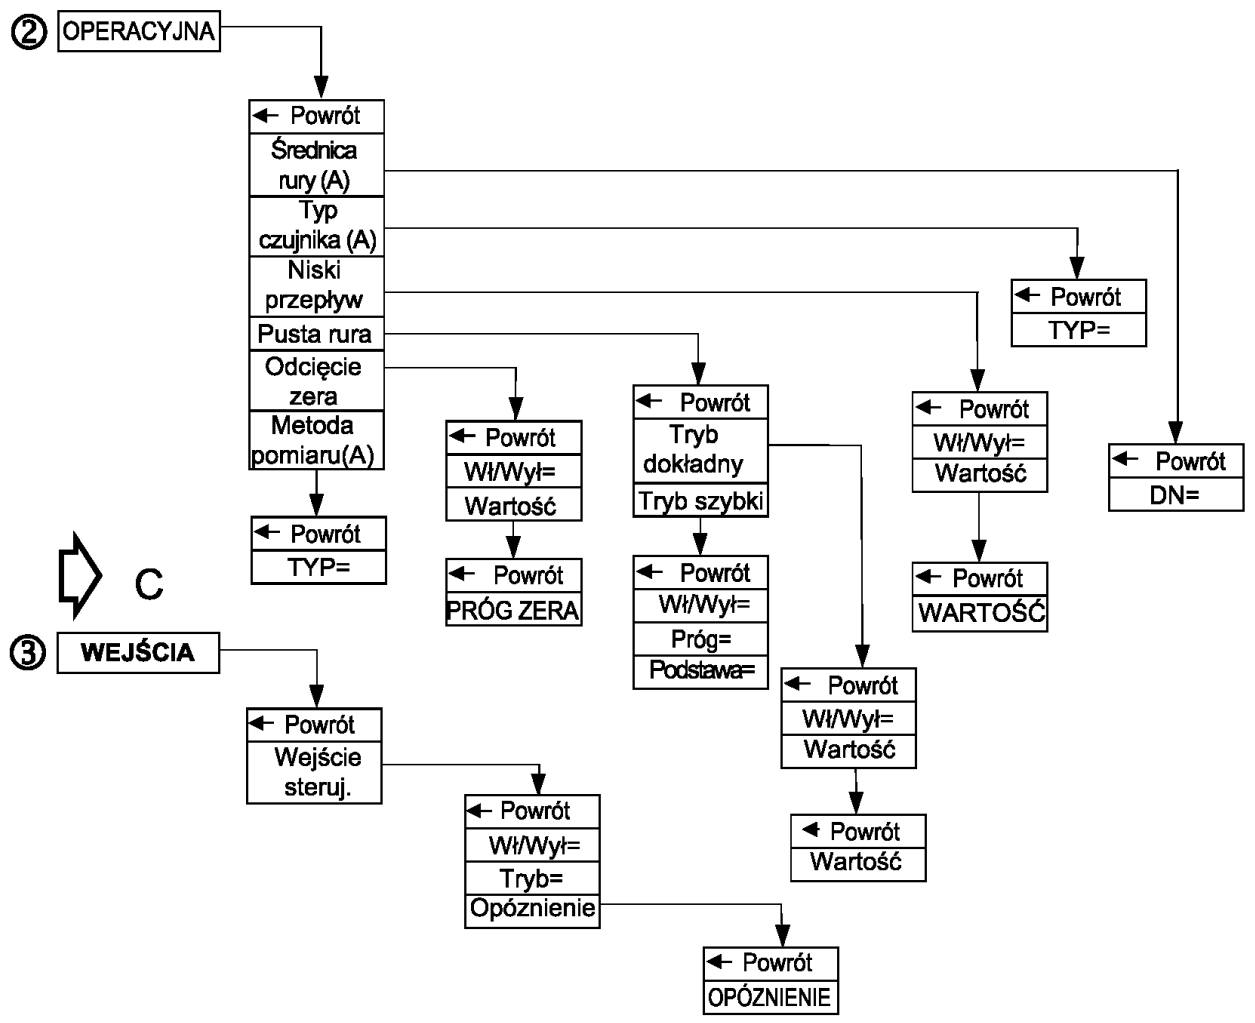 ② OPERACYJNA
← Powrót
Średnica
rury (A)
Typ
czujnika (A)
Niski
przepływ
Pusta rura
Odcięcie
zera
Metoda
pomiaru(A)
← Powrót
TYP=
← Powrót
Wł/Wył=
Wartość
← Powrót
PRÓG ZERA
← Powrót
Tryb
dokładny
Tryb szybki
← Powrót
Wł/Wył=
Próg=
Podstawa=
← Powrót
Wł/Wył=
Wartość
← Powrót
Wartość
← Powrót
Wł/Wył=
Wartość
← Powrót
WARTOŚĆ
← Powrót
TYP=
← Powrót
DN=
C
③ WEJŚCIA
← Powrót
Wejście
steruj.
← Powrót
Wł/Wył=
Tryb=
Opóznienie
← Powrót
OPÓZNIENIE